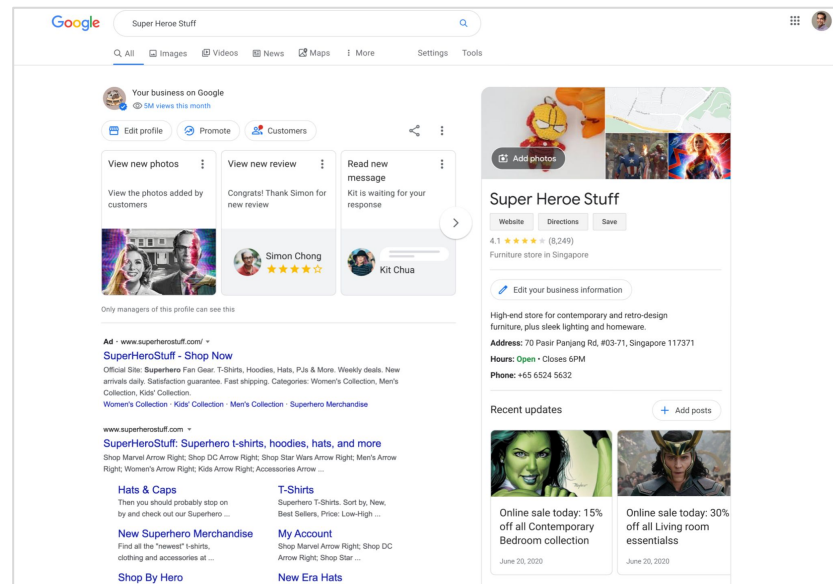 Google
Super Heroe Stuff
All Images Videos News Maps More Settings Tools
Your business on Google
5M views this month
Edit profile Promote Customers
View new photos
View the photos added by
customers
View new review
Congrats! Thank Simon for
new review
Simon Chong
Read new
message
Kit is waiting for your
response
Kit Chua
Only managers of this profile can see this
Ad · www.superherostuff.com/
SuperHeroStuff - Shop Now
Official Site: Superhero Fan Gear. T-Shirts, Hoodies, Hats, PJs & More. Weekly deals. New
arrivals daily. Satisfaction guarantee. Fast shipping. Categories: Women's Collection, Men's
Collection, Kids' Collection.
Women's Collection · Kids' Collection · Men's Collection · Superhero Merchandise
www.superherostuff.com
SuperHeroStuff: Superhero t-shirts, hoodies, hats, and more
Shop Marvel Arrow Right; Shop DC Arrow Right; Shop Star Wars Arrow Right; Men's Arrow
Right; Women's Arrow Right; Kids Arrow Right; Accessories Arrow ...
Hats & Caps
Then you should probably stop on
by and check out our Superhero ...
T-Shirts
Superhero T-Shirts. Sort by, New,
Best Sellers, Price: Low-High ...
New Superhero Merchandise
Find all the "newest" t-shirts,
clothing and accessories at ...
My Account
Shop Marvel Arrow Right; Shop DC
Arrow Right; Shop Star ...
Shop By Hero
New Era Hats
Add photos
Super Heroe Stuff
Website Directions Save
4.1 (8,249)
Furniture store in Singapore
Edit your business information
High-end store for contemporary and retro-design
furniture, plus sleek lighting and homeware.
Address: 70 Pasir Panjang Rd, #03-71, Singapore 117371
Hours: Open • Closes 6PM
Phone: +65 6524 5632
Recent updates
Add posts
Online sale today: 15%
off all Contemporary
Bedroom collection
June 20, 2020
Online sale today: 30%
off all Living room
essentialss
June 20, 2020